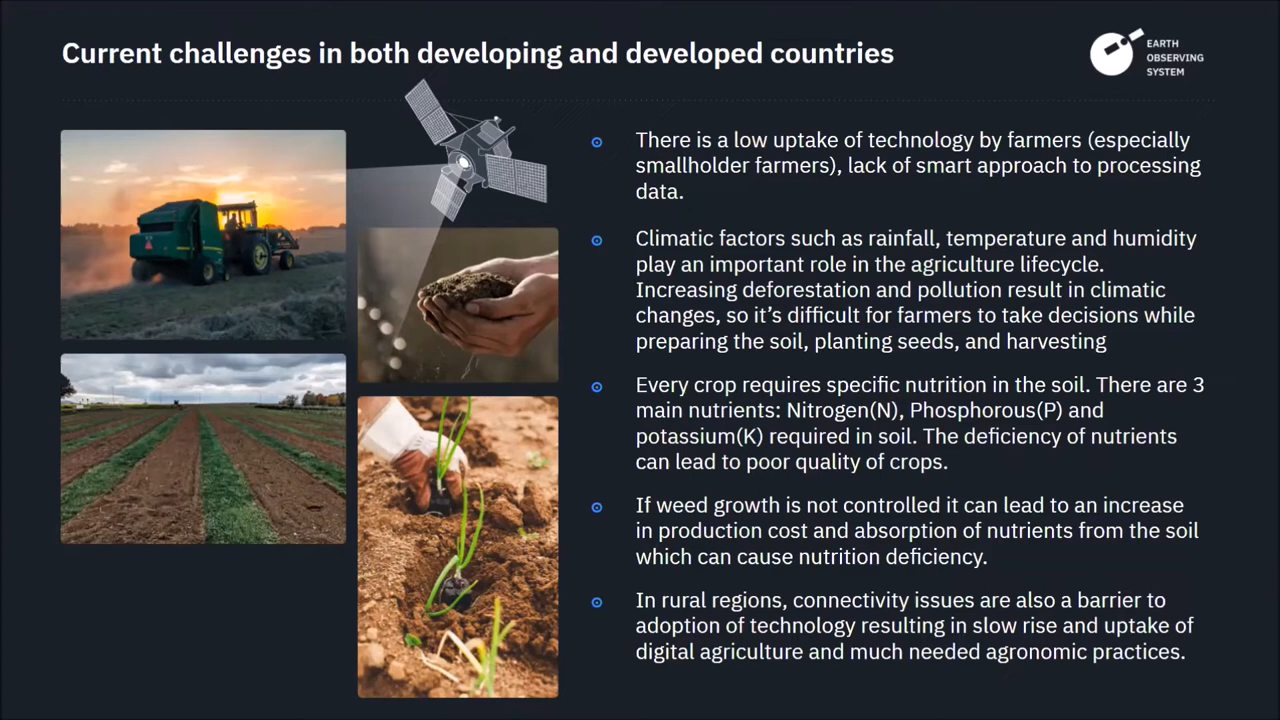 Current challenges in both developing and developed countries
EARTH
OBSERVING
SYSTEM
There is a low uptake of technology by farmers (especially
smallholder farmers), lack of smart approach to processing
data.
Climatic factors such as rainfall, temperature and humidity
play an important role in the agriculture lifecycle.
Increasing deforestation and pollution result in climatic
changes, so it’s difficult for farmers to take decisions while
preparing the soil, planting seeds, and harvesting
Every crop requires specific nutrition in the soil. There are 3
main nutrients: Nitrogen(N), Phosphorous(P) and
potassium(K) required in soil. The deficiency of nutrients
can lead to poor quality of crops.
If weed growth is not controlled it can lead to an increase
in production cost and absorption of nutrients from the soil
which can cause nutrition deficiency.
In rural regions, connectivity issues are also a barrier to
adoption of technology resulting in slow rise and uptake of
digital agriculture and much needed agronomic practices.